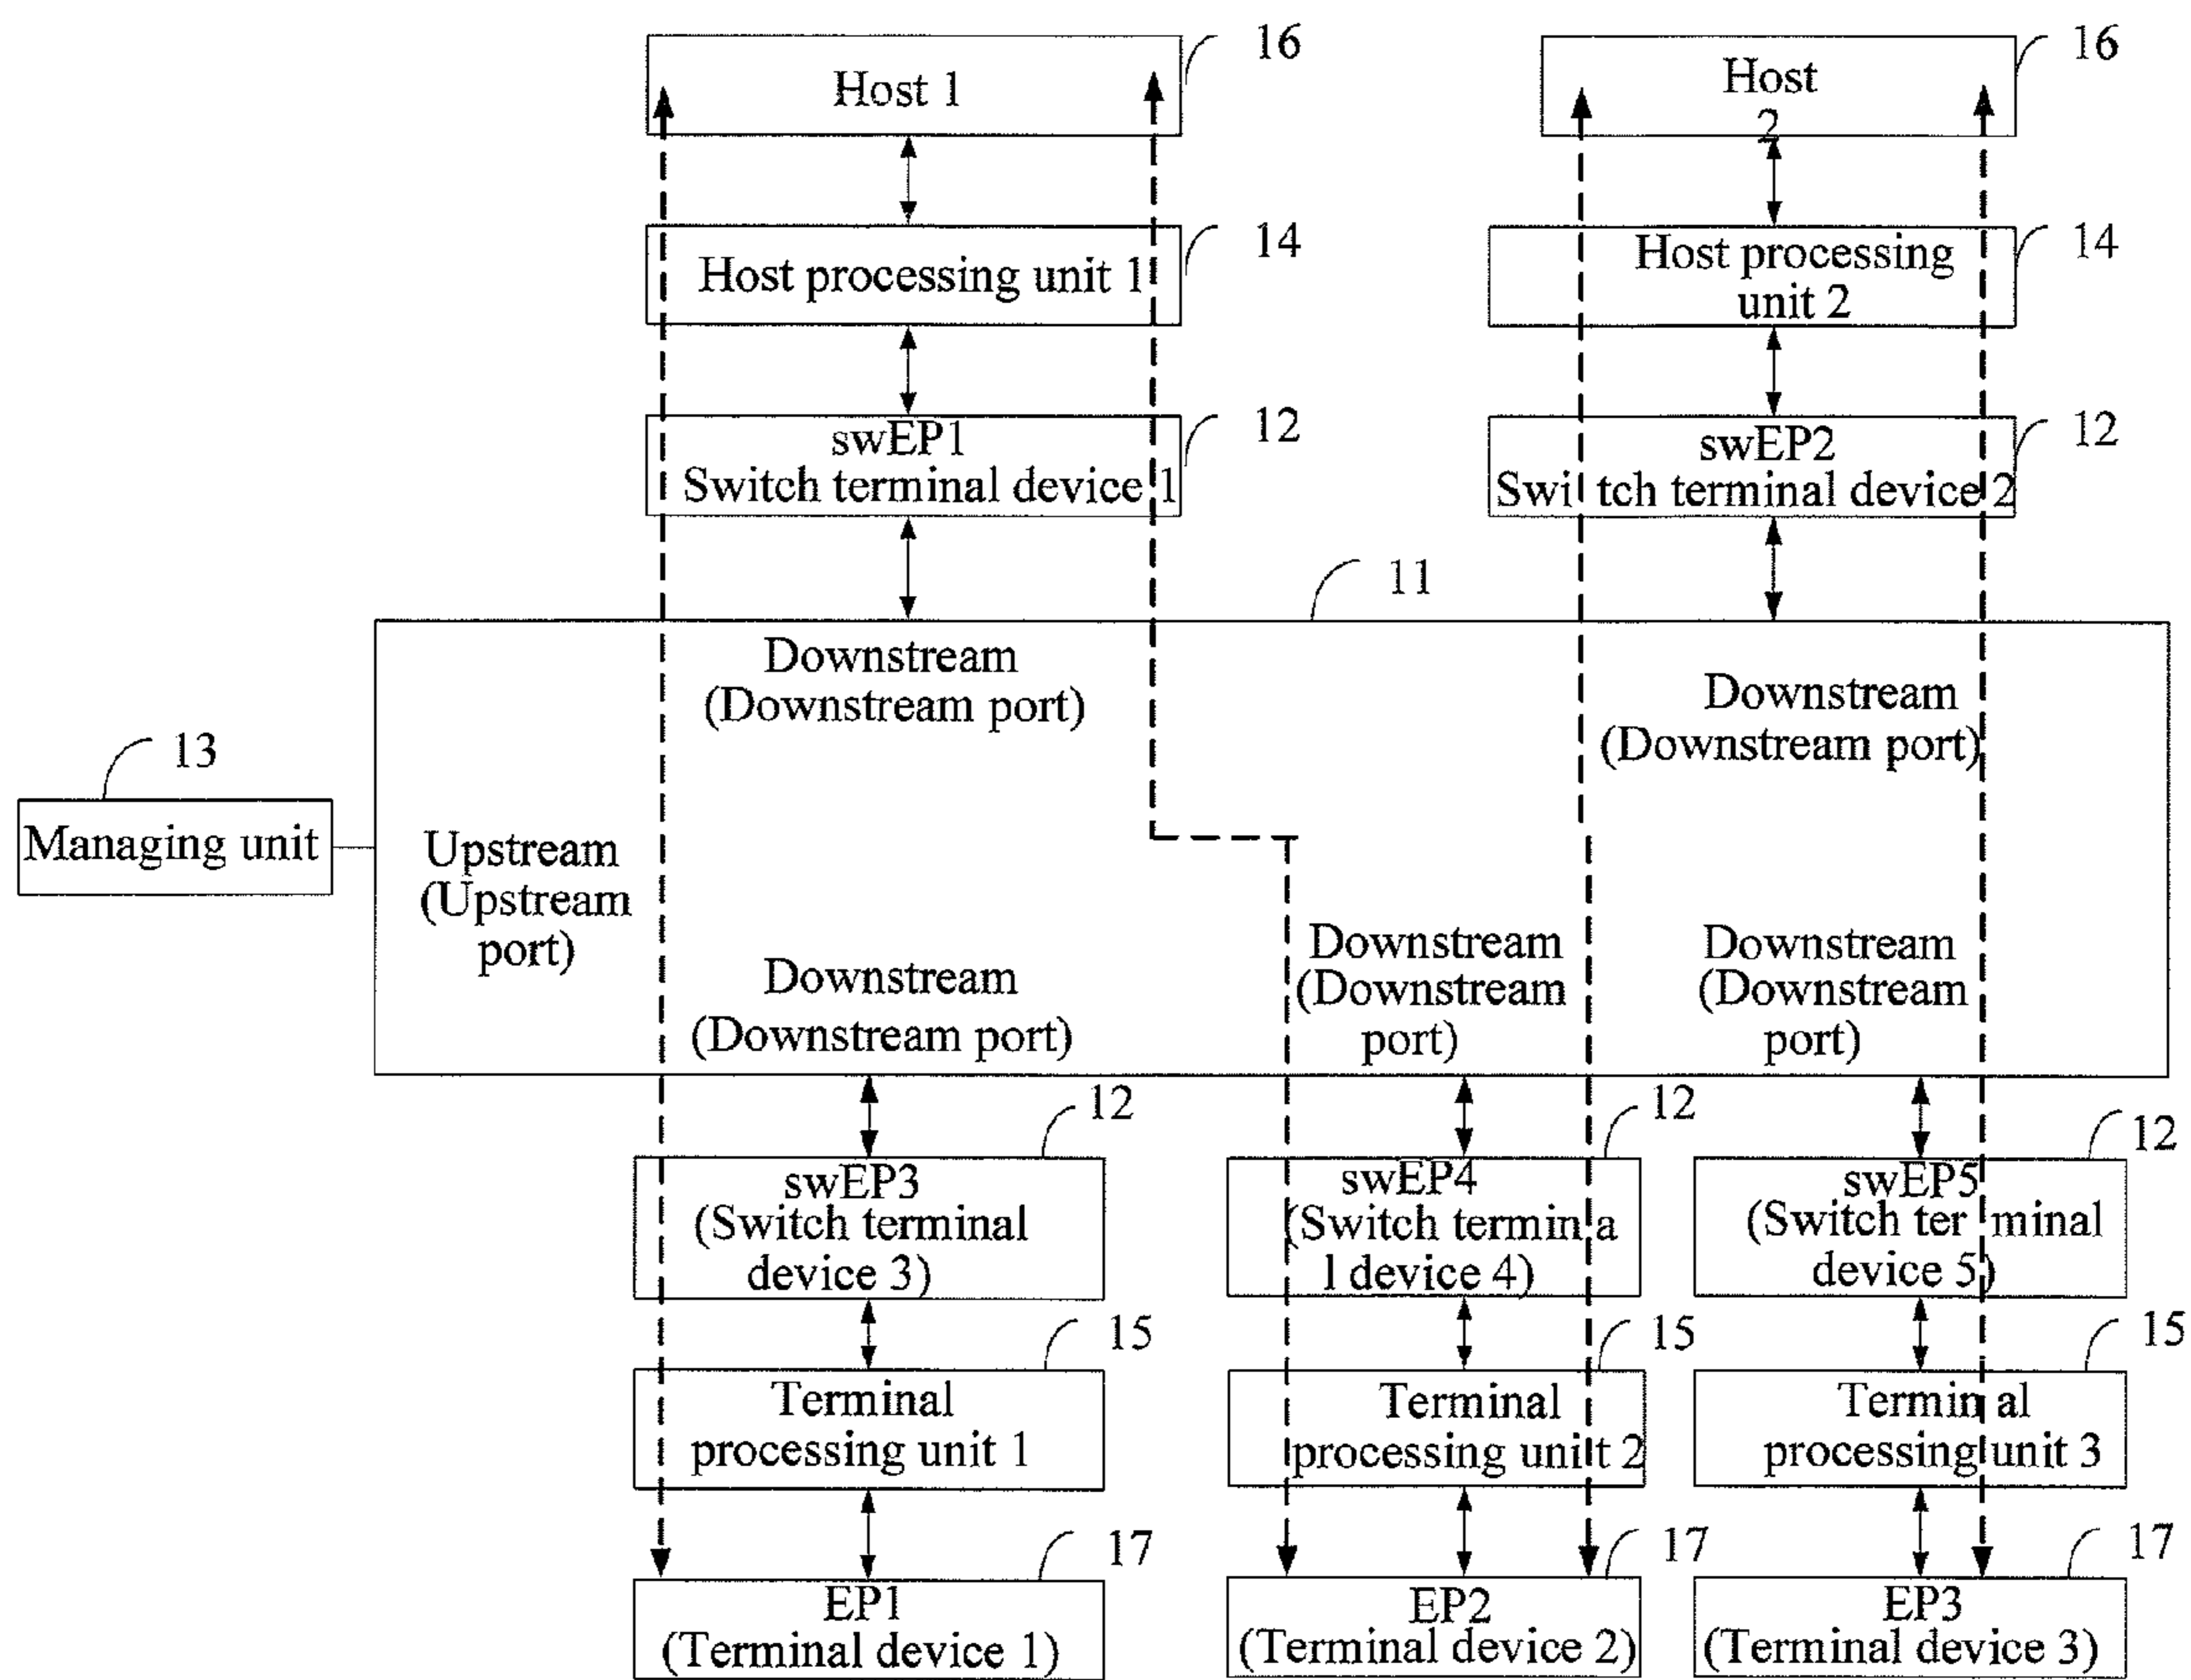 16
Host 1
16
Host
2
14
Host processing unit 1
14
Host processing
unit 2
12
swEP1
Switch terminal device 1
12
swEP2
Switch terminal device 2
11
Downstream
(Downstream port)
Downstream
(Downstream port)
13
Managing unit
Upstream
(Upstream
port)
Downstream
(Downstream port)
Downstream
(Downstream
port)
Downstream
(Downstream
port)
12
swEP3
(Switch terminal
device 3)
12
swEP4
(Switch termina
l device 4)
12
swEP5
(Switch terminal
device 5)
15
Terminal
processing unit 1
15
Terminal
processing unit 2
15
Terminal
processing unit 3
17
EP1
(Terminal device 1)
17
EP2
(Terminal device 2)
17
EP3
(Terminal device 3)